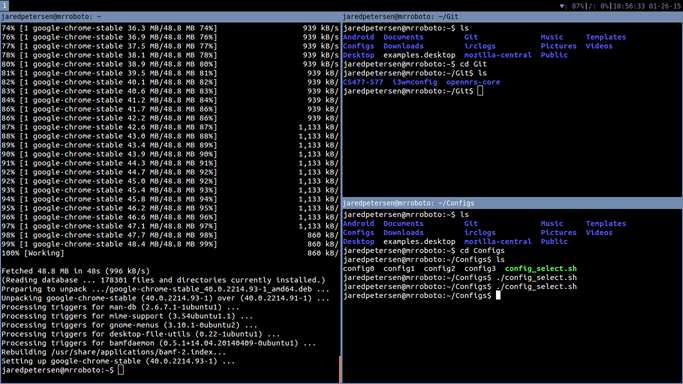 1
♥: 87%|♪: 0%|10:56:33 01-26-15
jaredpetersen@mrroboto: ~
74% [1 google-chrome-stable 36.3 MB/48.8 MB 74%] 939 kB/s
76% [1 google-chrome-stable 36.9 MB/48.8 MB 76%] 939 kB/s
77% [1 google-chrome-stable 37.5 MB/48.8 MB 77%] 939 kB/s
78% [1 google-chrome-stable 38.1 MB/48.8 MB 78%] 939 kB/s
80% [1 google-chrome-stable 38.9 MB/48.8 MB 80%] 939 kB/s
81% [1 google-chrome-stable 39.5 MB/48.8 MB 81%] 939 kB/s
82% [1 google-chrome-stable 40.1 MB/48.8 MB 82%] 939 kB/s
83% [1 google-chrome-stable 40.6 MB/48.8 MB 83%] 939 kB/s
84% [1 google-chrome-stable 41.2 MB/48.8 MB 84%] 939 kB/s
86% [1 google-chrome-stable 41.7 MB/48.8 MB 86%] 939 kB/s
86% [1 google-chrome-stable 42.2 MB/48.8 MB 86%] 939 kB/s
87% [1 google-chrome-stable 42.6 MB/48.8 MB 87%] 1,133 kB/s
88% [1 google-chrome-stable 43.0 MB/48.8 MB 88%] 1,133 kB/s
89% [1 google-chrome-stable 43.4 MB/48.8 MB 89%] 1,133 kB/s
90% [1 google-chrome-stable 43.9 MB/48.8 MB 90%] 1,133 kB/s
91% [1 google-chrome-stable 44.3 MB/48.8 MB 91%] 1,133 kB/s
92% [1 google-chrome-stable 44.7 MB/48.8 MB 92%] 1,133 kB/s
92% [1 google-chrome-stable 45.0 MB/48.8 MB 92%] 1,133 kB/s
93% [1 google-chrome-stable 45.4 MB/48.8 MB 93%] 1,133 kB/s
94% [1 google-chrome-stable 45.8 MB/48.8 MB 94%] 1,133 kB/s
95% [1 google-chrome-stable 46.2 MB/48.8 MB 95%] 1,133 kB/s
96% [1 google-chrome-stable 46.6 MB/48.8 MB 96%] 1,133 kB/s
97% [1 google-chrome-stable 47.1 MB/48.8 MB 97%] 1,133 kB/s
98% [1 google-chrome-stable 47.7 MB/48.8 MB 98%] 860 kB/s
99% [1 google-chrome-stable 48.4 MB/48.8 MB 99%] 860 kB/s
100% [Working] 860 kB/s
Fetched 48.8 MB in 48s (996 kB/s)
(Reading database ... 178301 files and directories currently installed.)
Preparing to unpack .../google-chrome-stable_40.0.2214.93-1_amd64.deb ...
Unpacking google-chrome-stable (40.0.2214.93-1) over (40.0.2214.91-1) ...
Processing triggers for man-db (2.6.7.1-1ubuntu1) ...
Processing triggers for mime-support (3.54ubuntu1.1) ...
Processing triggers for gnome-menus (3.10.1-0ubuntu2) ...
Processing triggers for desktop-file-utils (0.22-1ubuntu1) ...
Processing triggers for bamfdaemon (0.5.1+14.04.20140409-0ubuntu1) ...
Rebuilding /usr/share/applications/bamf-2.index...
Setting up google-chrome-stable (40.0.2214.93-1) ...
jaredpetersen@mrroboto:~$
jaredpetersen@mrroboto: ~/Git
jaredpetersen@mrroboto:~$ ls
Android Documents Git Music Templates
Configs Downloads irclogs Pictures Videos
Desktop examples.desktop mozilla-central Public
jaredpetersen@mrroboto:~$ cd Git
jaredpetersen@mrroboto:~/Git$ ls
CS477-577 i3wmconfig openmrs-core
jaredpetersen@mrroboto:~/Git$
jaredpetersen@mrroboto: ~/Configs
jaredpetersen@mrroboto:~$ ls
Android Documents Git Music Templates
Configs Downloads irclogs Pictures Videos
Desktop examples.desktop mozilla-central Public
jaredpetersen@mrroboto:~$ cd Configs
jaredpetersen@mrroboto:~/Configs$ ls
config0 config1 config2 config3 config_select.sh
jaredpetersen@mrroboto:~/Configs$ ./config_select.sh
jaredpetersen@mrroboto:~/Configs$ ./config_select.sh
jaredpetersen@mrroboto:~/Configs$